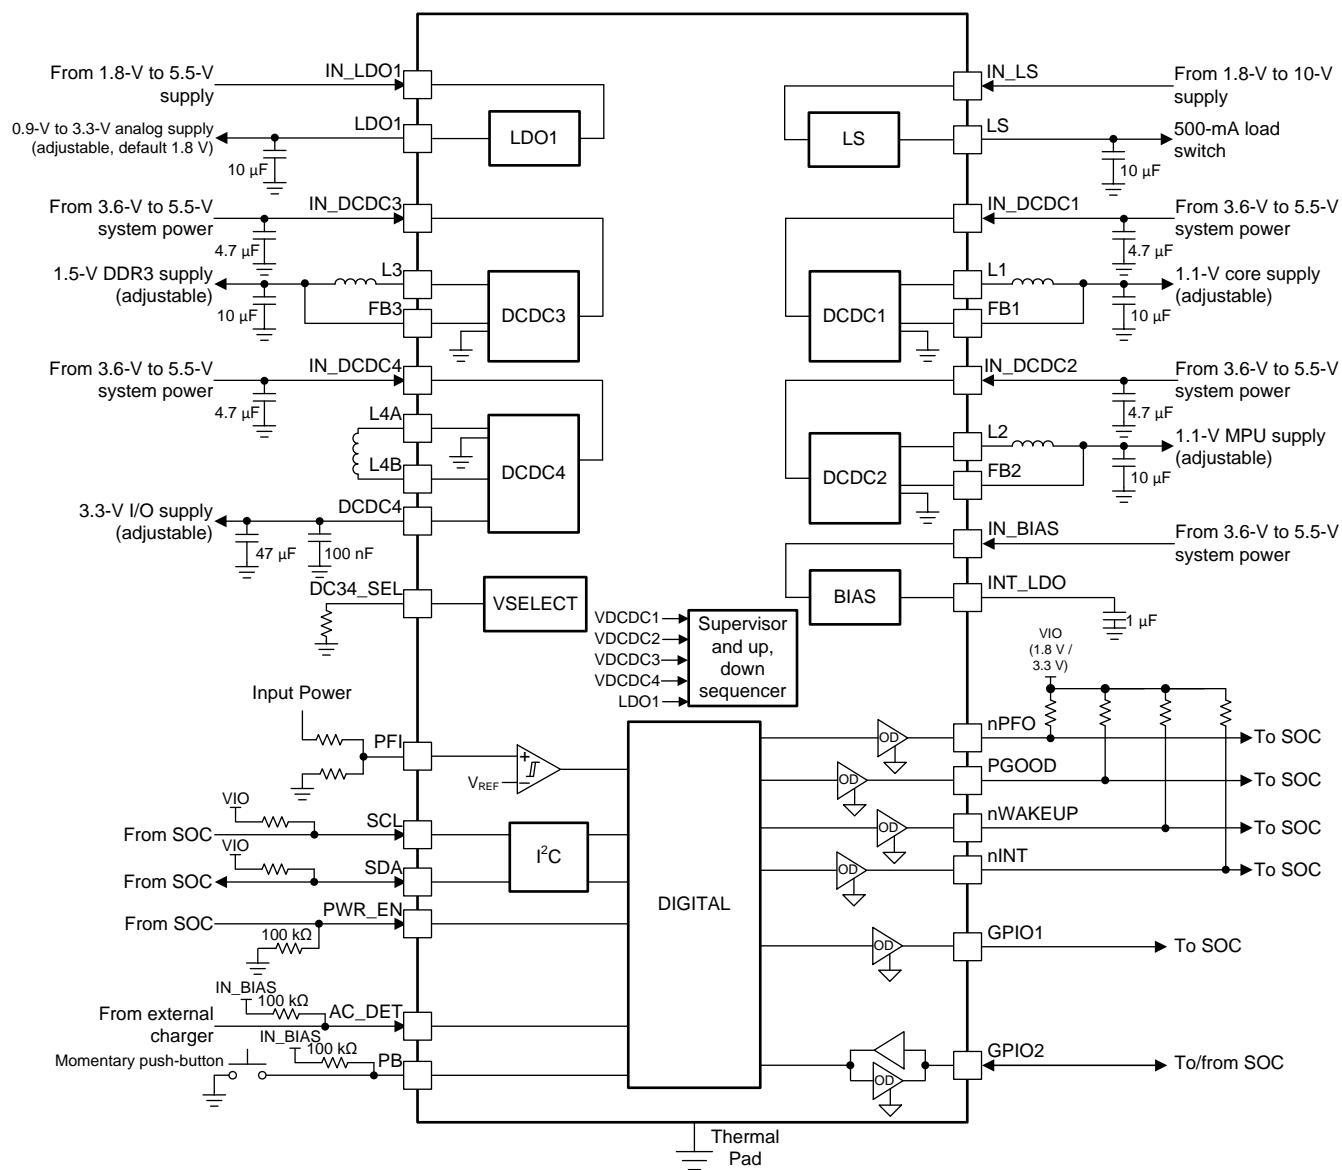 IN_LDO1
From 1.8-V to 5.5-V
supply
LDO1
0.9-V to 3.3-V analog supply
(adjustable, default 1.8 V)
10 µF
LDO1
IN_DCDC3
From 3.6-V to 5.5-V
system power
4.7 µF
L3
1.5-V DDR3 supply
(adjustable)
10 µF
FB3
DCDC3
IN_DCDC4
From 3.6-V to 5.5-V
system power
4.7 µF
L4A
L4B
DCDC4
DCDC4
3.3-V I/O supply
(adjustable)
47 µF
100 nF
DC34_SEL
VSELECT
IN_LS
From 1.8-V to 10-V
supply
LS
LS
500-mA load
switch
10 µF
IN_DCDC1
From 3.6-V to 5.5-V
system power
4.7 µF
L1
1.1-V core supply
(adjustable)
10 µF
FB1
DCDC1
IN_DCDC2
From 3.6-V to 5.5-V
system power
4.7 µF
L2
1.1-V MPU supply
(adjustable)
10 µF
FB2
DCDC2
IN_BIAS
From 3.6-V to 5.5-V
system power
BIAS
INT_LDO
1 µF
VDCDC1
VDCDC2
VDCDC3
VDCDC4
LDO1
Supervisor
and up,
down
sequencer
VIO
(1.8 V /
3.3 V)
Input Power
PFI
VREF
+
−
VIO
From SOC
SCL
VIO
From SOC
SDA
I2C
From SOC
PWR_EN
100 kΩ
IN_BIAS
100 kΩ
From external
charger
AC_DET
IN_BIAS
100 kΩ
Momentary push-button
PB
DIGITAL
OD
nPFO
To SOC
OD
PGOOD
To SOC
OD
nWAKEUP
To SOC
OD
nINT
To SOC
OD
GPIO1
To SOC
OD
GPIO2
To/from SOC
Thermal
Pad